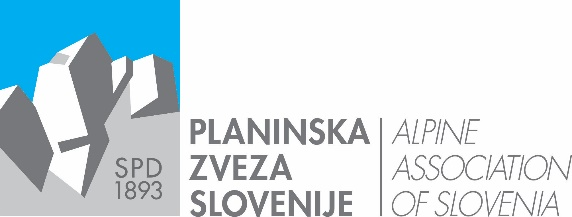 SPD
1893
PLANINSKA
ZVEZA
SLOVENIJE
ALPINE
ASSOCIATION
OF SLOVENIA